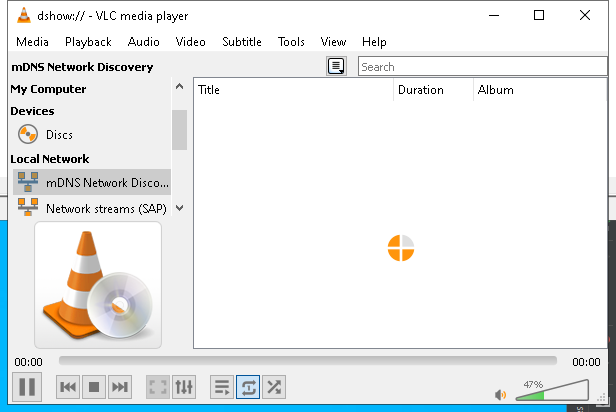 dshow:// - VLC media player
Media Playback Audio Video Subtitle Tools View Help
mDNS Network Discovery
Search
My Computer
Title Duration Album
Devices
Discs
Local Network
mDNS Network Disco...
Network streams (SAP)
00:00 00:00
47%